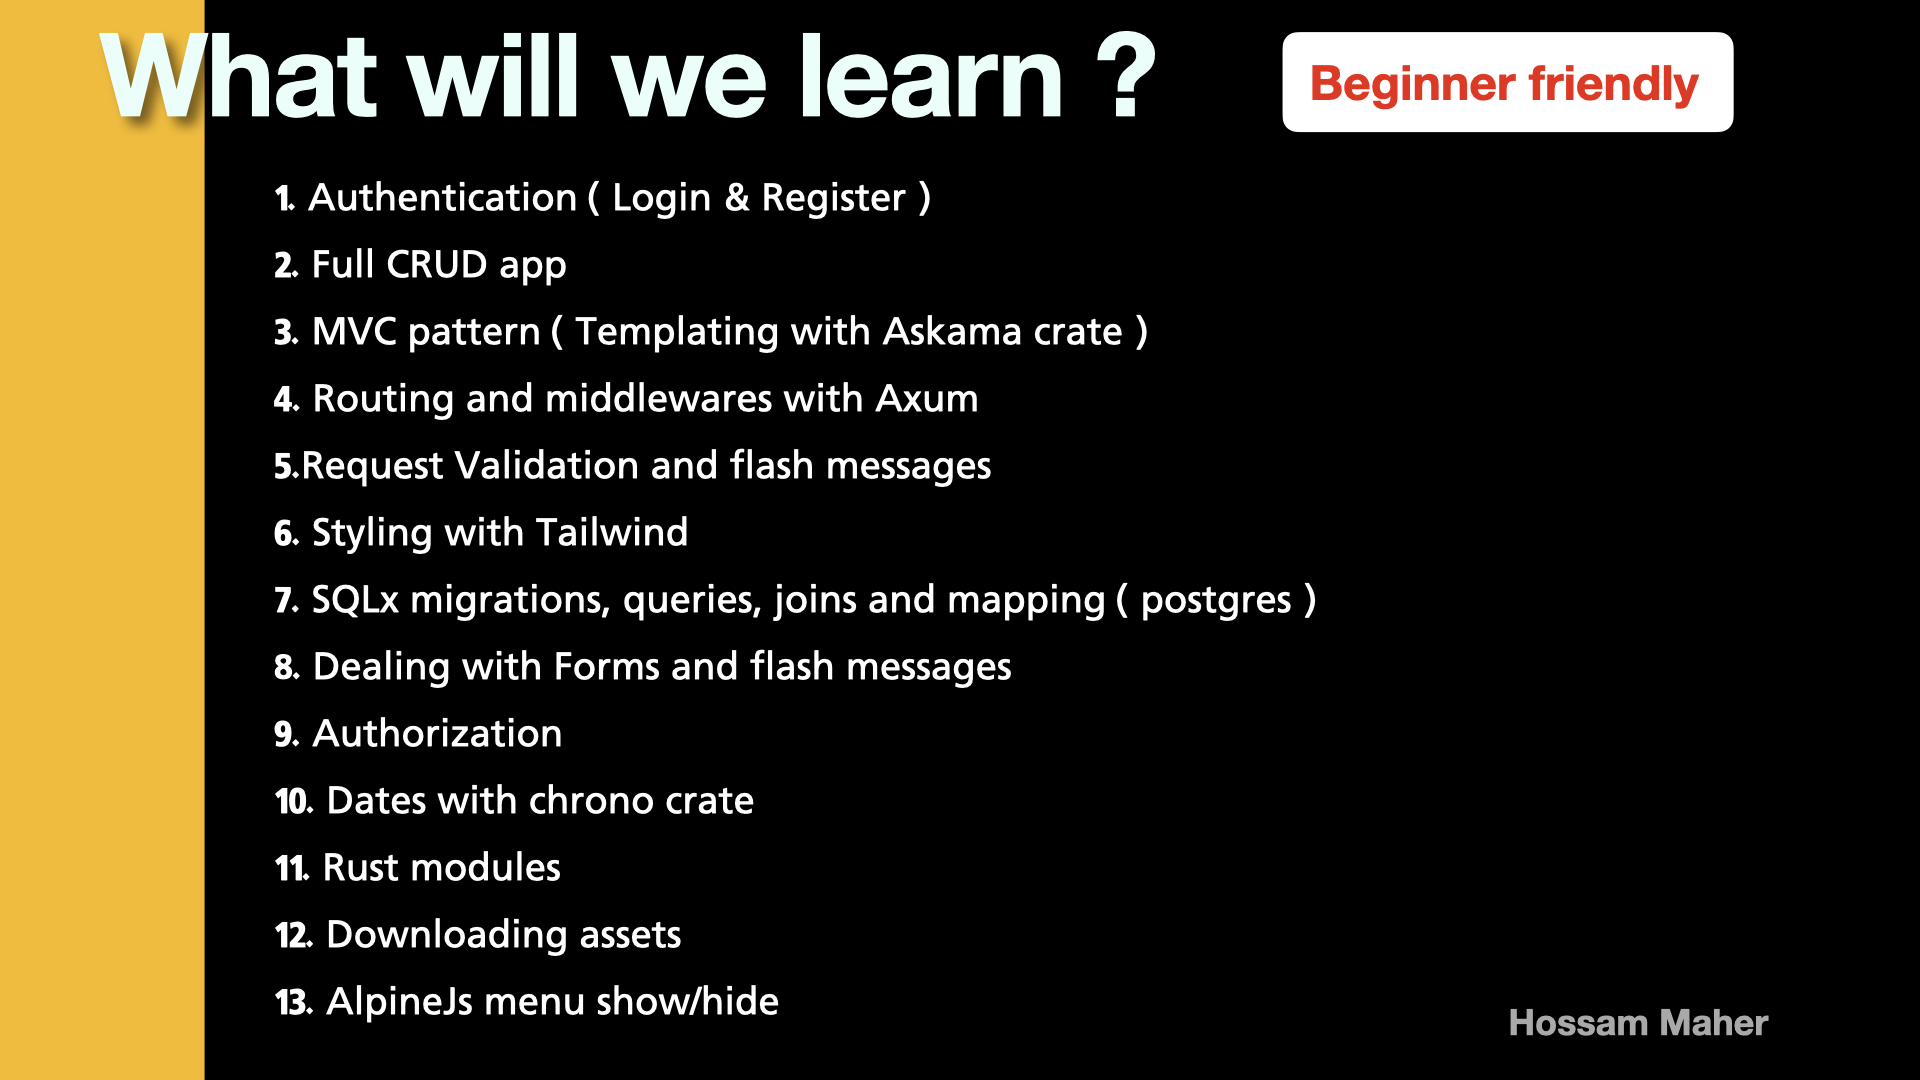 What will we learn ?
Beginner friendly
1. Authentication ( Login & Register )
2. Full CRUD app
3. MVC pattern ( Templating with Askama crate )
4. Routing and middlewares with Axum
5.Request Validation and flash messages
6. Styling with Tailwind
7. SQLx migrations, queries, joins and mapping ( postgres )
8. Dealing with Forms and flash messages
9. Authorization
10. Dates with chrono crate
11. Rust modules
12. Downloading assets
13. AlpineJs menu show/hide
Hossam Maher